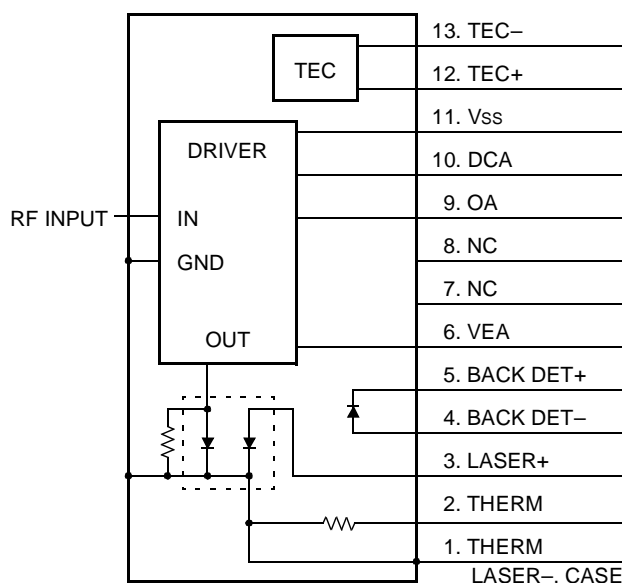 13. TEC–
TEC
12. TEC+
11. VSS
DRIVER
10. DCA
9. OA
RF INPUT
IN
8. NC
GND
7. NC
OUT
6. VEA
5. BACK DET+
4. BACK DET–
3. LASER+
2. THERM
1. THERM
LASER–, CASE